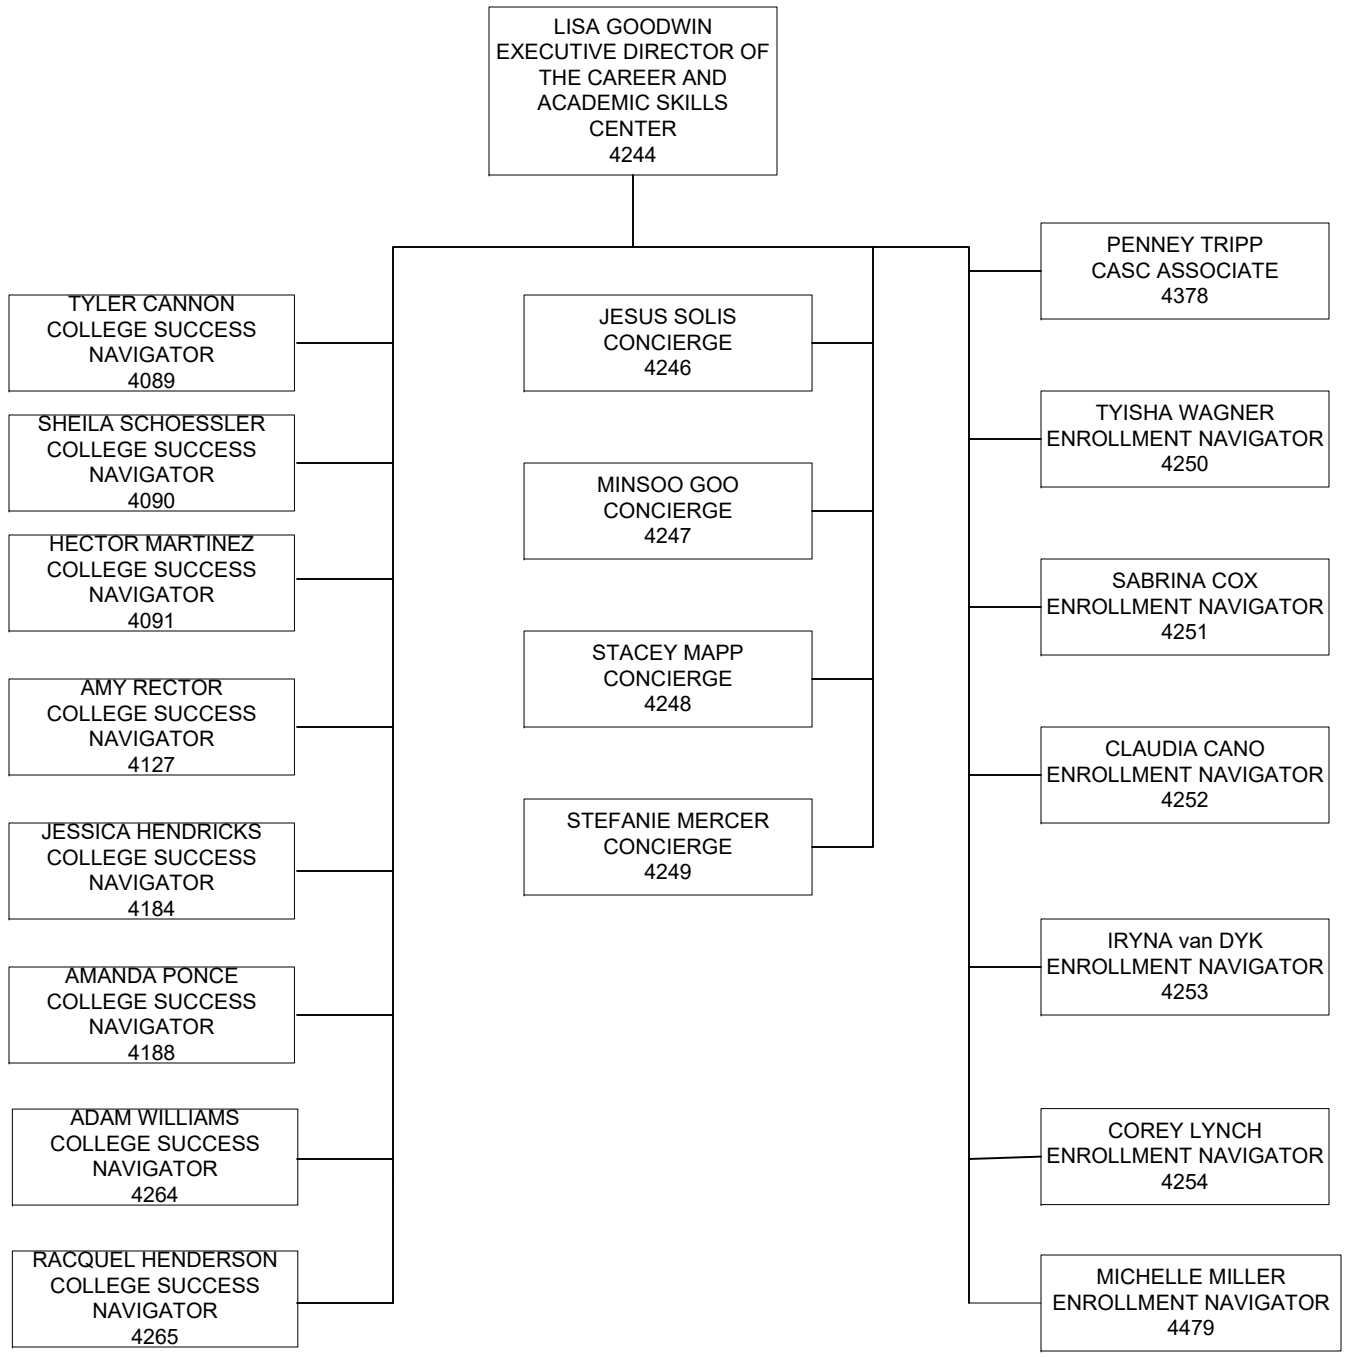 LISA GOODWIN
EXECUTIVE DIRECTOR OF
THE CAREER AND
ACADEMIC SKILLS
CENTER
4244
TYLER CANNON
COLLEGE SUCCESS
NAVIGATOR
4089
SHEILA SCHOESSLER
COLLEGE SUCCESS
NAVIGATOR
4090
HECTOR MARTINEZ
COLLEGE SUCCESS
NAVIGATOR
4091
AMY RECTOR
COLLEGE SUCCESS
NAVIGATOR
4127
JESSICA HENDRICKS
COLLEGE SUCCESS
NAVIGATOR
4184
AMANDA PONCE
COLLEGE SUCCESS
NAVIGATOR
4188
ADAM WILLIAMS
COLLEGE SUCCESS
NAVIGATOR
4264
RACQUEL HENDERSON
COLLEGE SUCCESS
NAVIGATOR
4265
JESUS SOLIS
CONCIERGE
4246
MINSOO GOO
CONCIERGE
4247
STACEY MAPP
CONCIERGE
4248
STEFANIE MERCER
CONCIERGE
4249
PENNEY TRIPP
CASC ASSOCIATE
4378
TYISHA WAGNER
ENROLLMENT NAVIGATOR
4250
SABRINA COX
ENROLLMENT NAVIGATOR
4251
CLAUDIA CANO
ENROLLMENT NAVIGATOR
4252
IRYNA van DYK
ENROLLMENT NAVIGATOR
4253
COREY LYNCH
ENROLLMENT NAVIGATOR
4254
MICHELLE MILLER
ENROLLMENT NAVIGATOR
4479